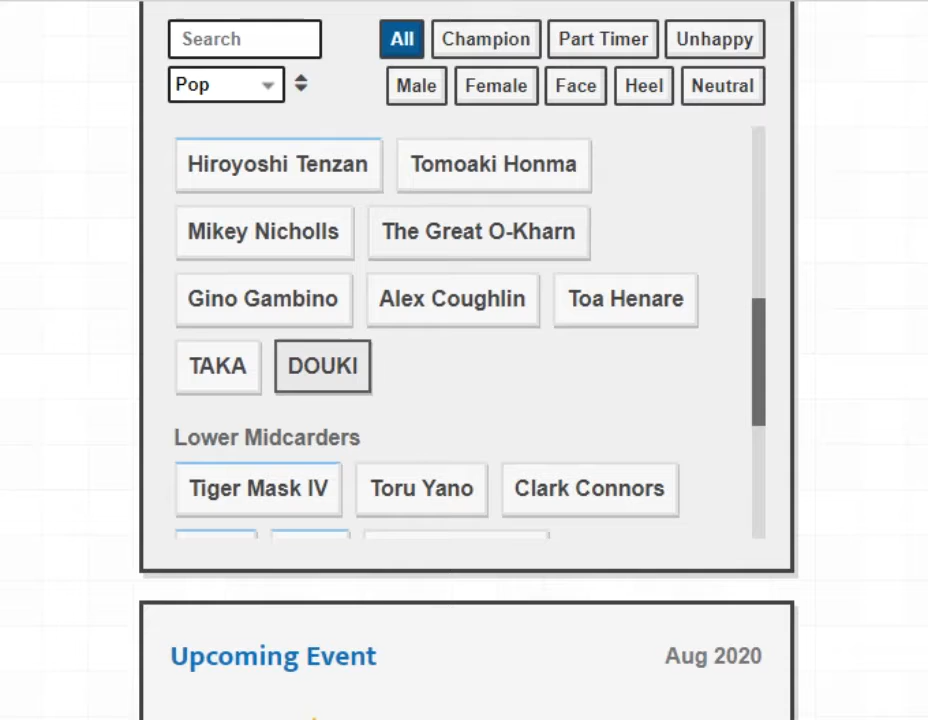 Search All Champion Part Timer Unhappy
Pop Male Female Face Heel Neutral
Hiroyoshi Tenzan Tomoaki Honma
Mikey Nicholls The Great O-Kharn
Gino Gambino Alex Coughlin Toa Henare
TAKA DOUKI
Lower Midcarders
Tiger Mask IV Toru Yano Clark Connors
Upcoming Event Aug 2020